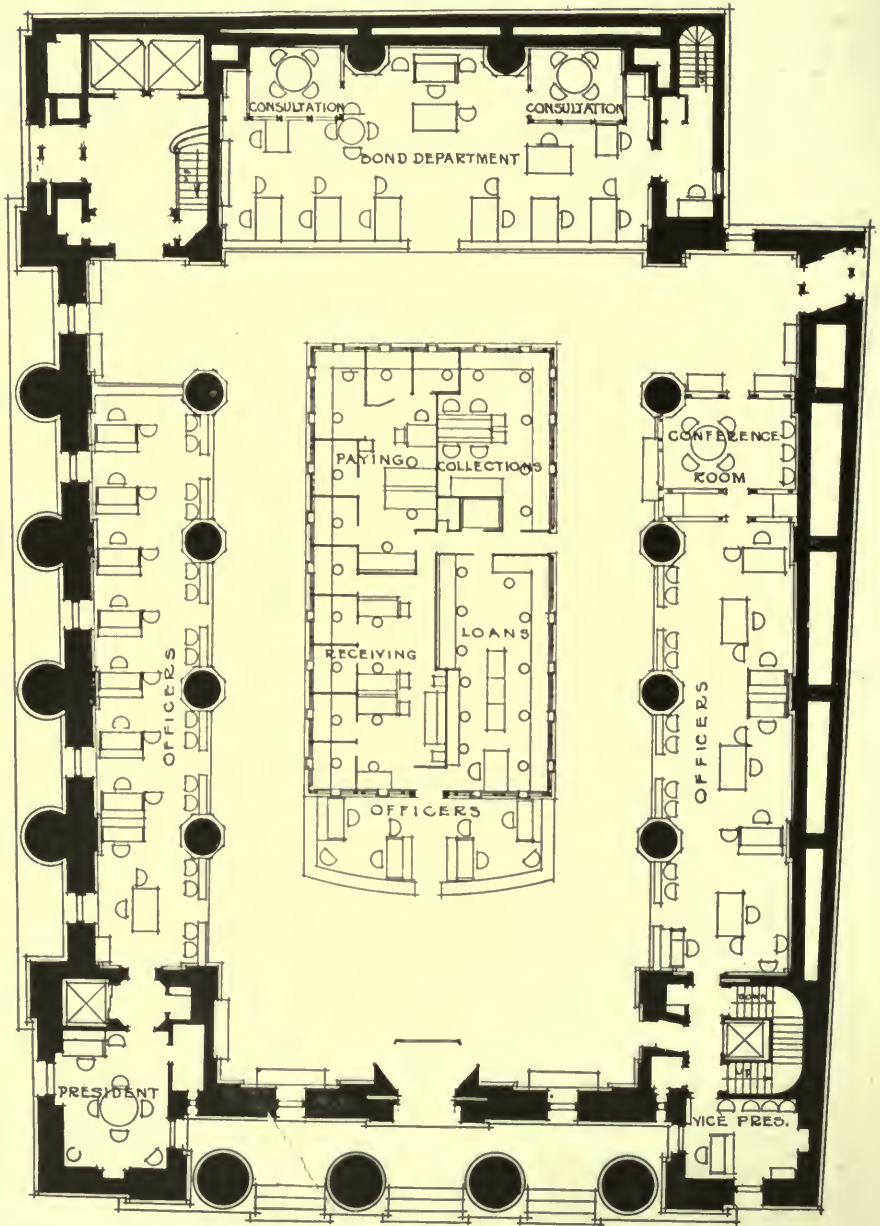 CONSULTATION
CONSULTATION
BOND DEPARTMENT
CONFERENCE
ROOM
PAYING
COLLECTIONS
LOANS
RECEIVING
OFFICERS
OFFICERS
OFFICERS
DOWN
UP
PRESIDENT
VICE PRES.